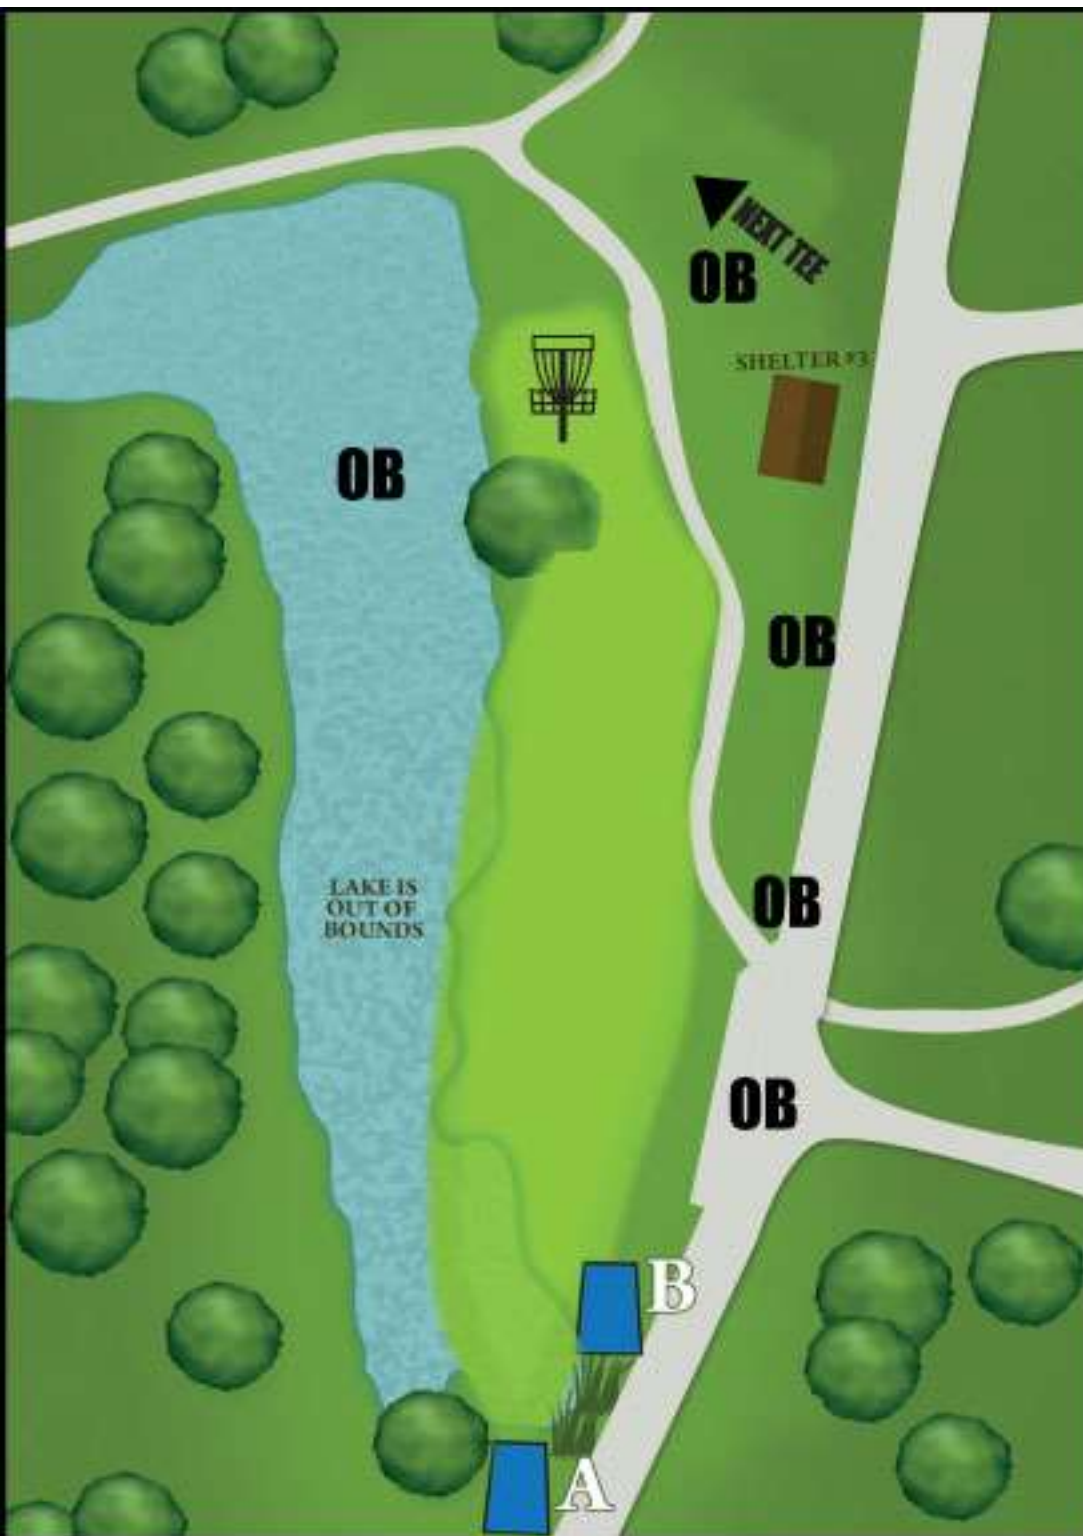 NEXT TEE
OB
SHELTER #3
OB
OB
LAKE IS
OUT OF
BOUNDS
OB
OB
B
A